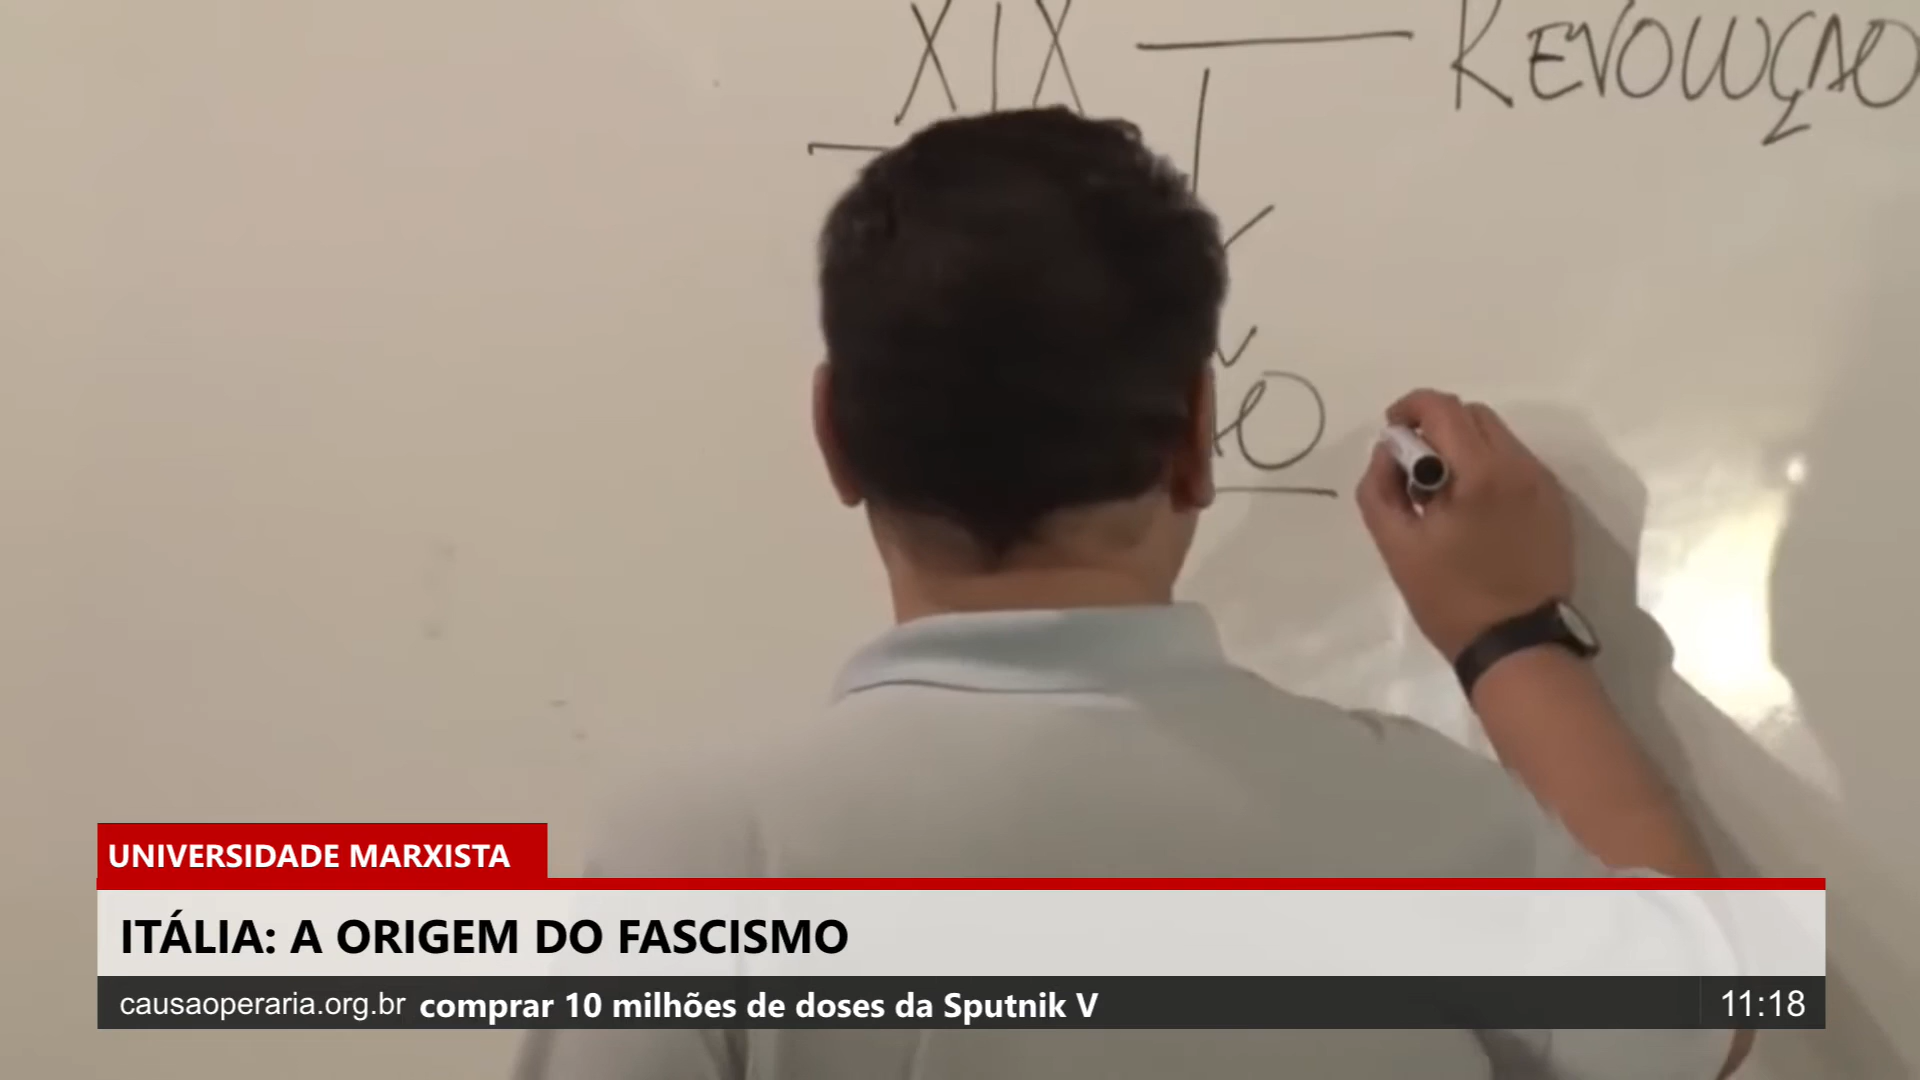 XIX — REVOLUÇÃO
UNIVERSIDADE MARXISTA
ITÁLIA: A ORIGEM DO FASCISMO
causaoperaria.org.br comprar 10 milhões de doses da Sputnik V 11:18